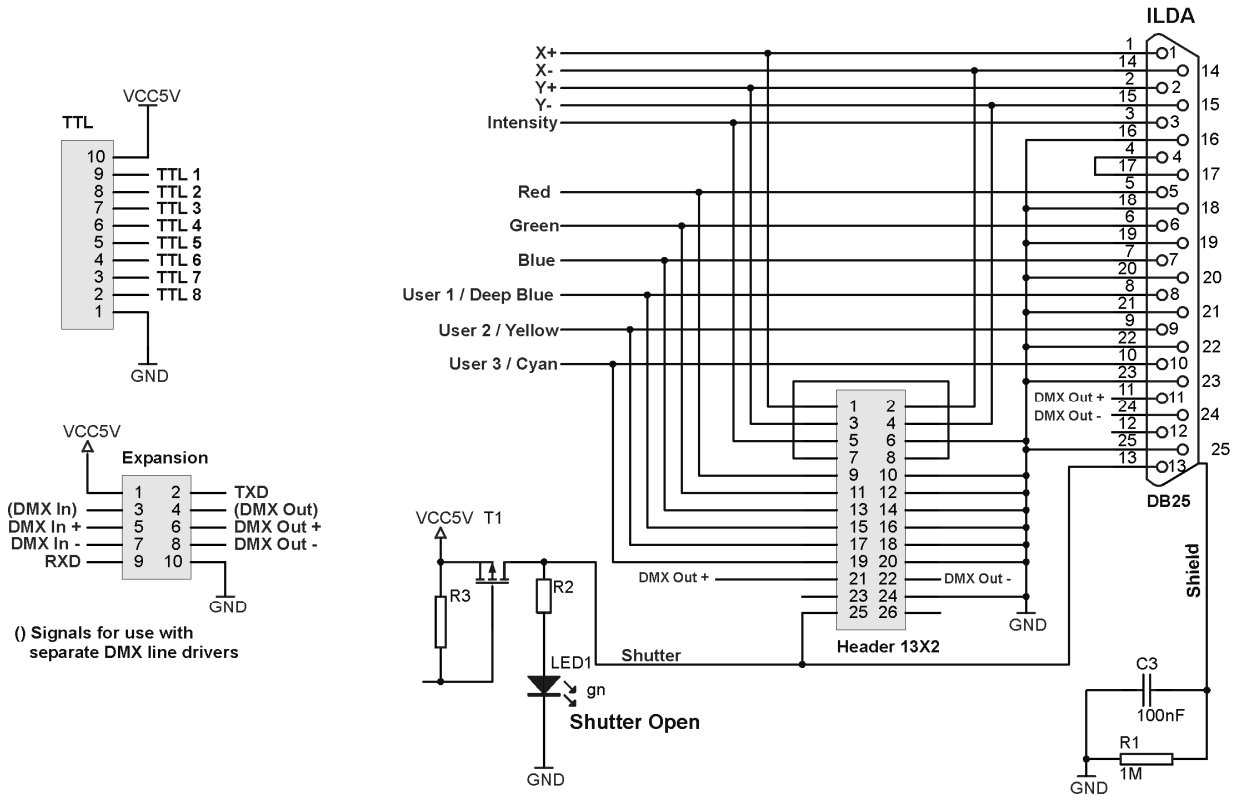 ILDA
X+ 1 1
X- 14 14
Y+ 2 2
Y- 15 15
Intensity 3 3
16 16
4 4
17 17
Red 5 5
18 18
Green 6 6
19 19
Blue 7 7
20 20
User 1 / Deep Blue 8 8
21 21
User 2 / Yellow 9 9
22 22
User 3 / Cyan 10 10
23 23
DMX Out + 11 11
DMX Out - 24 24
12 12
25 25
13 13
DB25
Shield
VCC5V
TTL
10
9 TTL 1
8 TTL 2
7 TTL 3
6 TTL 4
5 TTL 5
4 TTL 6
3 TTL 7
2 TTL 8
1
GND
VCC5V
Expansion
1 2 TXD
(DMX In) 3 4 (DMX Out)
DMX In + 5 6 DMX Out +
DMX In - 7 8 DMX Out -
RXD 9 10
GND
() Signals for use with
separate DMX line drivers
1 2
3 4
5 6
7 8
9 10
11 12
13 14
15 16
17 18
19 20
DMX Out + 21 22 DMX Out -
23 24
25 26
GND
Header 13X2
VCC5V T1
R3
R2
Shutter
LED1
gn
Shutter Open
GND
C3
100nF
R1
1M
GND